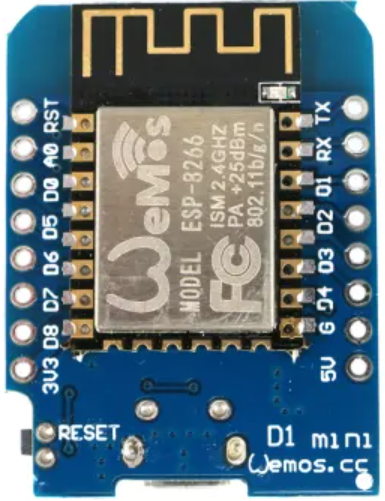 RST
A0
D0
D5
D6
D7
D8
3V3
WeMos
MODEL ESP-8266
ISM 2.4GHZ
PA +25dBm
802.11b/g/n
FC
TX
RX
D1
D2
D3
D4
G
5V
RESET
D1 mini
Wemos.cc